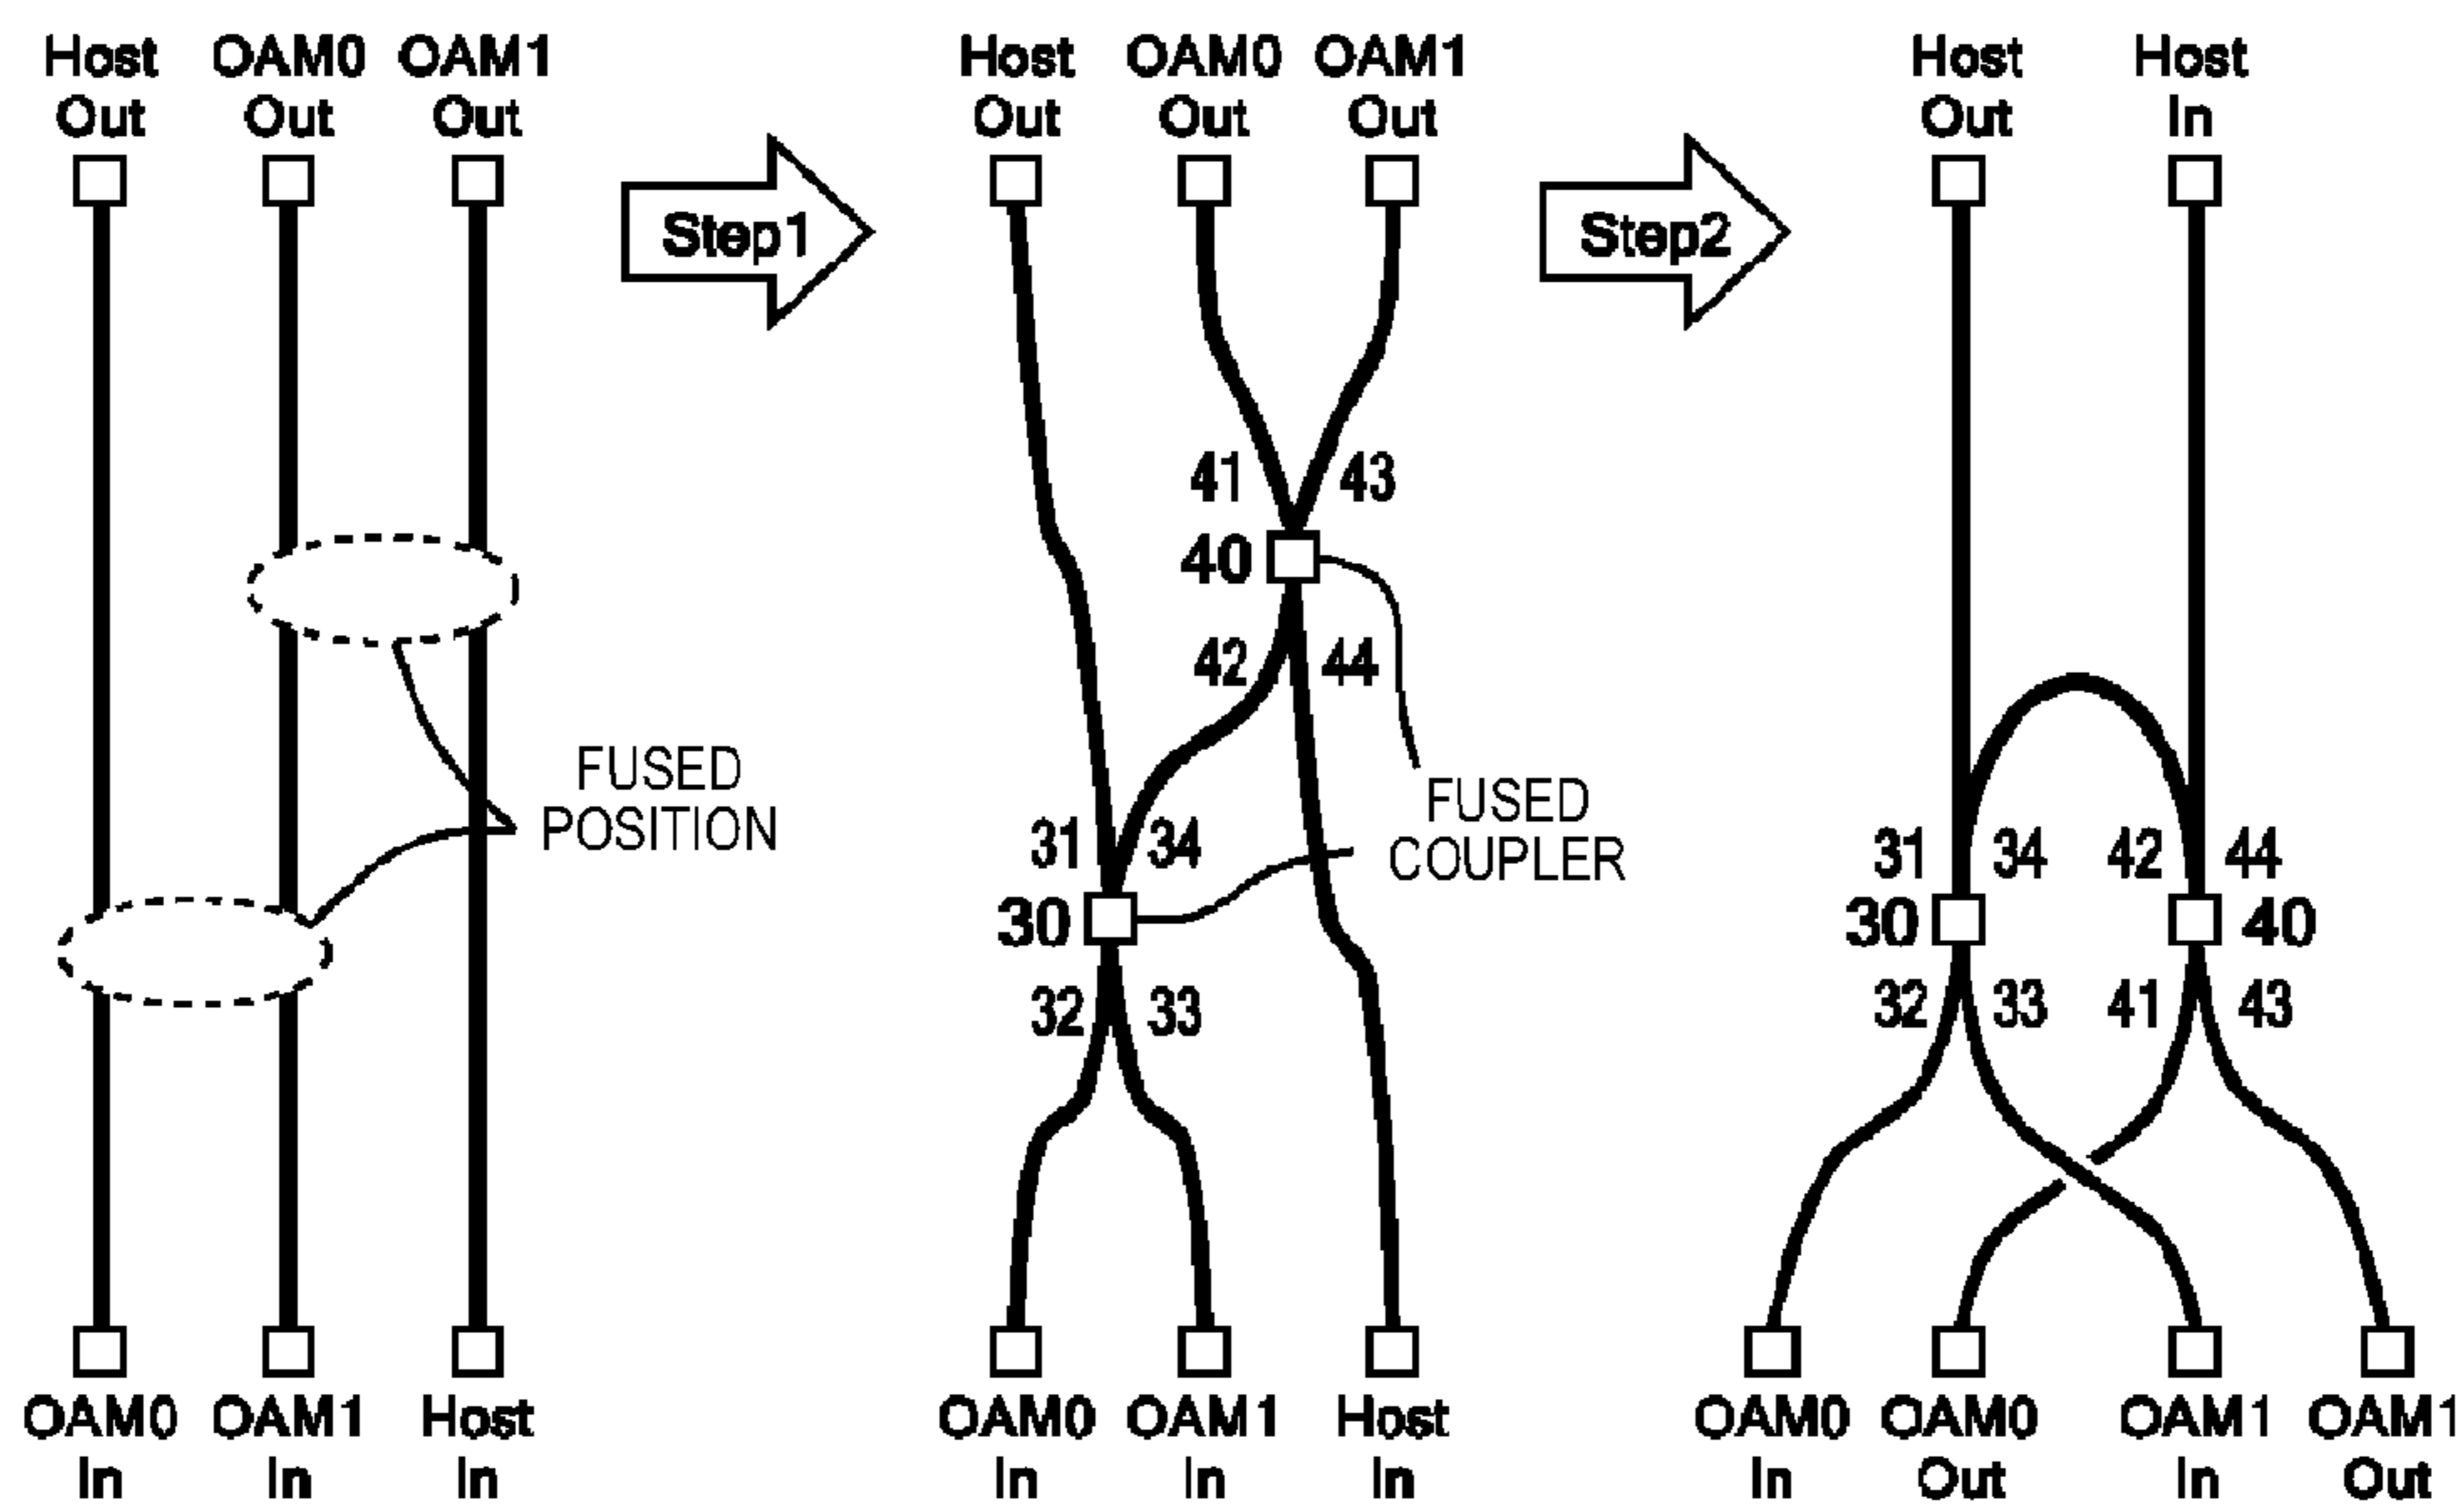 Host OAM0 OAM1
Out Out Out
Step1
FUSED
POSITION
OAM0 OAM1 Host
In In In
Host OAM0 OAM1
Out Out Out
Step2
41 43
40
42 44
FUSED
COUPLER
31 34
30
32 33
OAM0 OAM1 Host
In In In
Host Host
Out In
31 34 42 44
30 40
32 33 41 43
OAM0 OAM0 OAM1 OAM1
In Out In Out